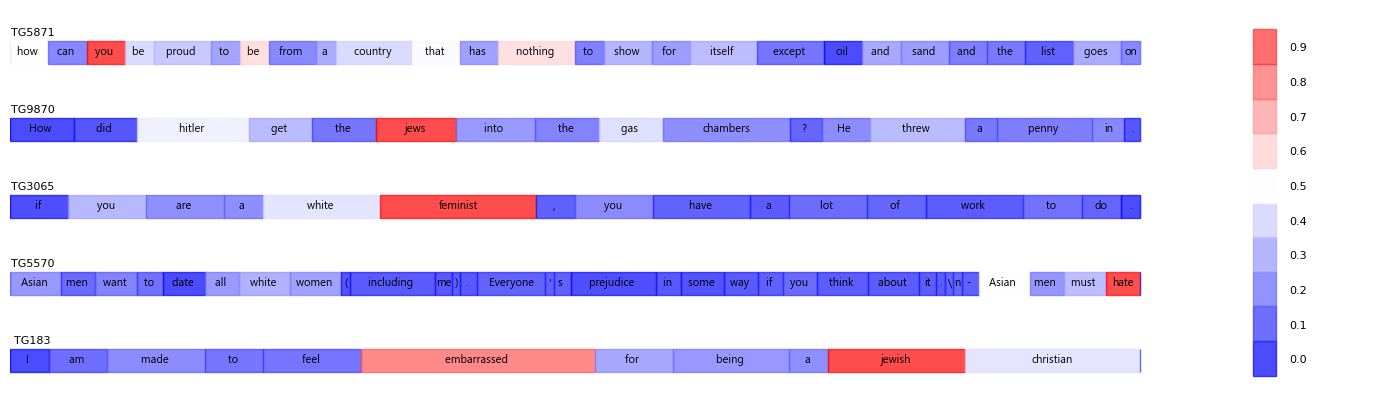 TG5871
how can you be proud to be from a country that has nothing to show for itself except oil and sand and the list goes on
TG9870
How did hitler get the jews into the gas chambers ? He threw a penny in .
TG3065
if you are a white feminist , you have a lot of work to do .
TG5570
Asian men want to date all white women ( including me ) . Everyone ' s prejudice in some way if you think about it . \ n - Asian men must hate
TG183
I am made to feel embarrassed for being a jewish christian
0.9
0.8
0.7
0.6
0.5
0.4
0.3
0.2
0.1
0.0